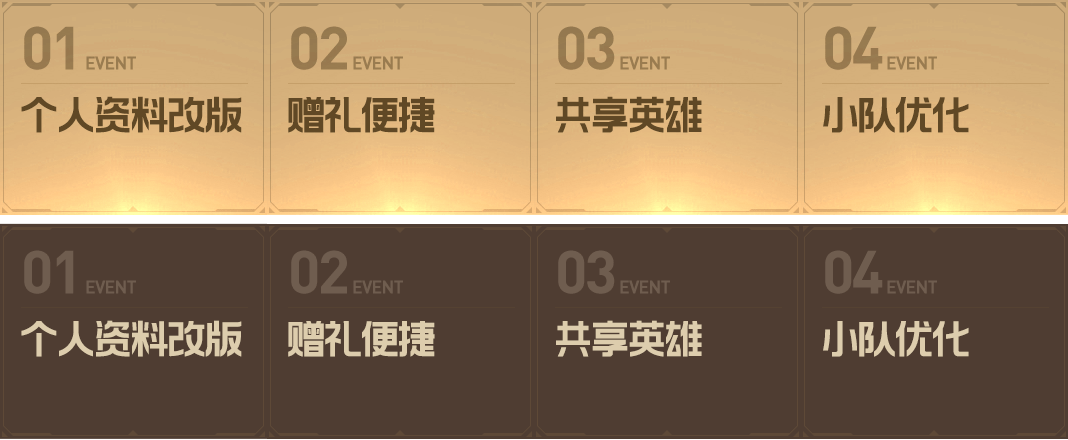 01 EVENT
个人资料改版
02 EVENT
赠礼便捷
03 EVENT
共享英雄
04 EVENT
小队优化
01 EVENT
个人资料改版
02 EVENT
赠礼便捷
03 EVENT
共享英雄
04 EVENT
小队优化